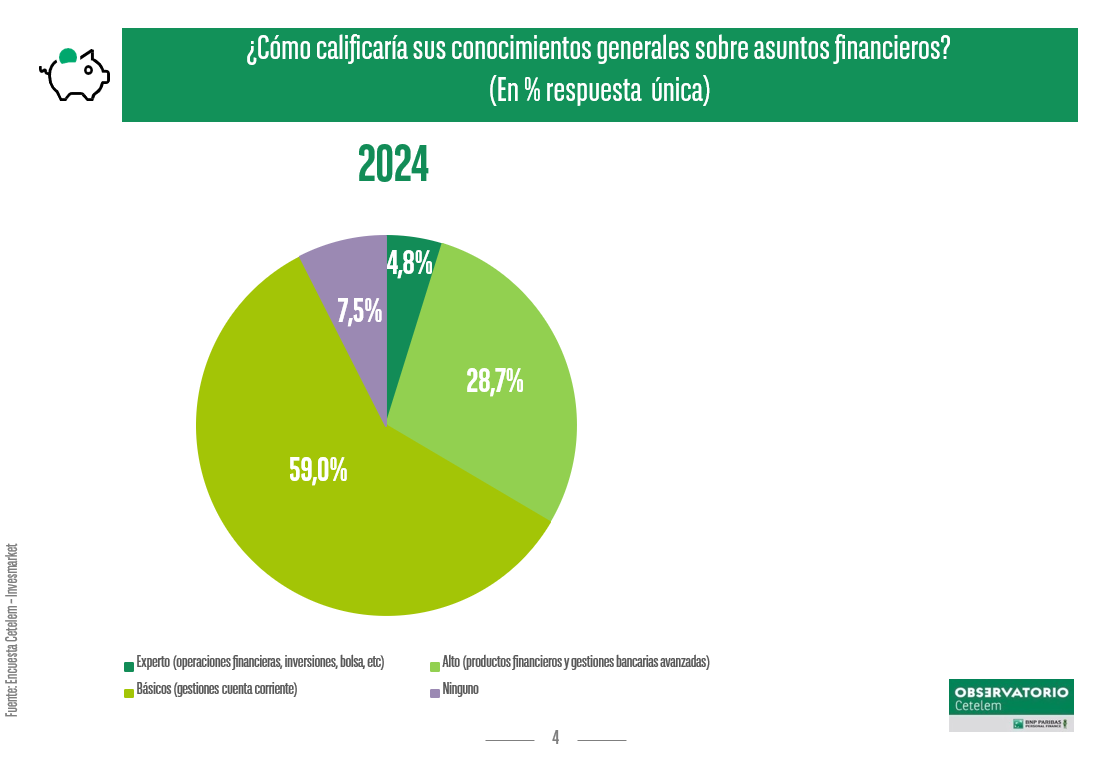 ¿Cómo calificaría sus conocimientos generales sobre asuntos financieros?
(En % respuesta única)
2024
4,8%
7,5%
28,7%
59,0%
Experto (operaciones financieras, inversiones, bolsa, etc)
Alto (productos financieros y gestiones bancarias avanzadas)
Básicos (gestiones cuenta corriente)
Ninguno
Fuente: Encuesta Cetelem – Invesmarket
OBSERVATORIO
Cetelem
BNP PARIBAS
PERSONAL FINANCE
4